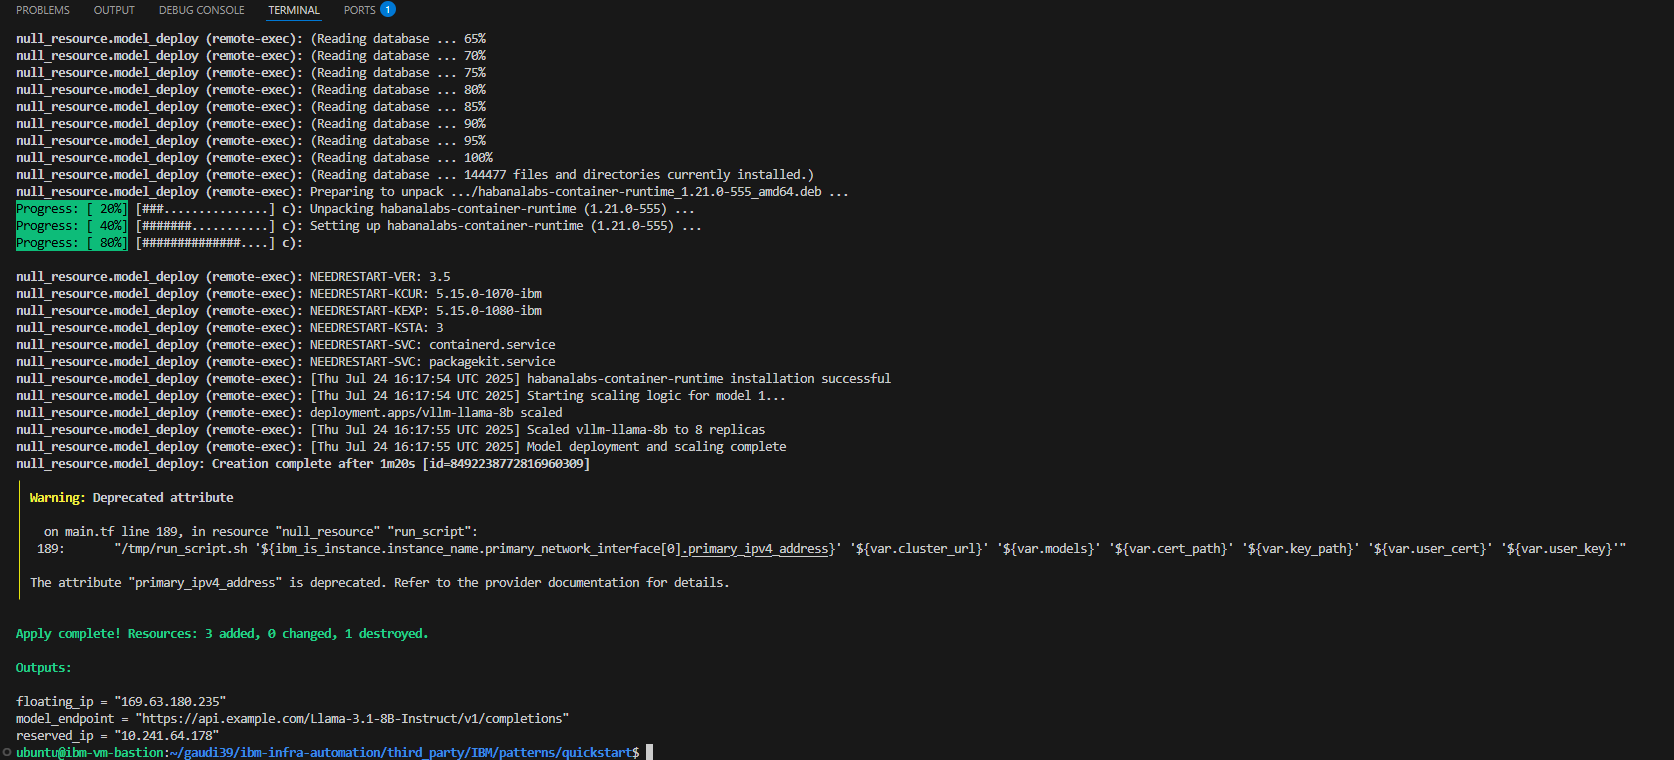 PROBLEMS OUTPUT DEBUG CONSOLE TERMINAL PORTS 1
null_resource.model_deploy (remote-exec): (Reading database ... 65%
null_resource.model_deploy (remote-exec): (Reading database ... 70%
null_resource.model_deploy (remote-exec): (Reading database ... 75%
null_resource.model_deploy (remote-exec): (Reading database ... 80%
null_resource.model_deploy (remote-exec): (Reading database ... 85%
null_resource.model_deploy (remote-exec): (Reading database ... 90%
null_resource.model_deploy (remote-exec): (Reading database ... 95%
null_resource.model_deploy (remote-exec): (Reading database ... 100%
null_resource.model_deploy (remote-exec): (Reading database ... 144477 files and directories currently installed.)
null_resource.model_deploy (remote-exec): Preparing to unpack .../habanalabs-container-runtime_1.21.0-555_amd64.deb ...
Progress: [ 20%] [###...............] c): Unpacking habanalabs-container-runtime (1.21.0-555) ...
Progress: [ 40%] [#######...........] c): Setting up habanalabs-container-runtime (1.21.0-555) ...
Progress: [ 80%] [##############....] c):
null_resource.model_deploy (remote-exec): NEEDRESTART-VER: 3.5
null_resource.model_deploy (remote-exec): NEEDRESTART-KCUR: 5.15.0-1070-ibm
null_resource.model_deploy (remote-exec): NEEDRESTART-KEXP: 5.15.0-1080-ibm
null_resource.model_deploy (remote-exec): NEEDRESTART-KSTA: 3
null_resource.model_deploy (remote-exec): NEEDRESTART-SVC: containerd.service
null_resource.model_deploy (remote-exec): NEEDRESTART-SVC: packagekit.service
null_resource.model_deploy (remote-exec): [Thu Jul 24 16:17:54 UTC 2025] habanalabs-container-runtime installation successful
null_resource.model_deploy (remote-exec): [Thu Jul 24 16:17:54 UTC 2025] Starting scaling logic for model 1...
null_resource.model_deploy (remote-exec): deployment.apps/vllm-llama-8b scaled
null_resource.model_deploy (remote-exec): [Thu Jul 24 16:17:55 UTC 2025] Scaled vllm-llama-8b to 8 replicas
null_resource.model_deploy (remote-exec): [Thu Jul 24 16:17:55 UTC 2025] Model deployment and scaling complete
null_resource.model_deploy: Creation complete after 1m20s [id=8492238772816960309]
Warning: Deprecated attribute
on main.tf line 189, in resource "null_resource" "run_script":
189: "/tmp/run_script.sh '${ibm_is_instance.instance_name.primary_network_interface[0].primary_ipv4_address}' '${var.cluster_url}' '${var.models}' '${var.cert_path}' '${var.key_path}' '${var.user_cert}' '${var.user_key}'"
The attribute "primary_ipv4_address" is deprecated. Refer to the provider documentation for details.
Apply complete! Resources: 3 added, 0 changed, 1 destroyed.
Outputs:
floating_ip = "169.63.180.235"
model_endpoint = "https://api.example.com/Llama-3.1-8B-Instruct/v1/completions"
reserved_ip = "10.241.64.178"
ubuntu@ibm-vm-bastion:~/gaudi39/ibm-infra-automation/third_party/IBM/patterns/quickstart$